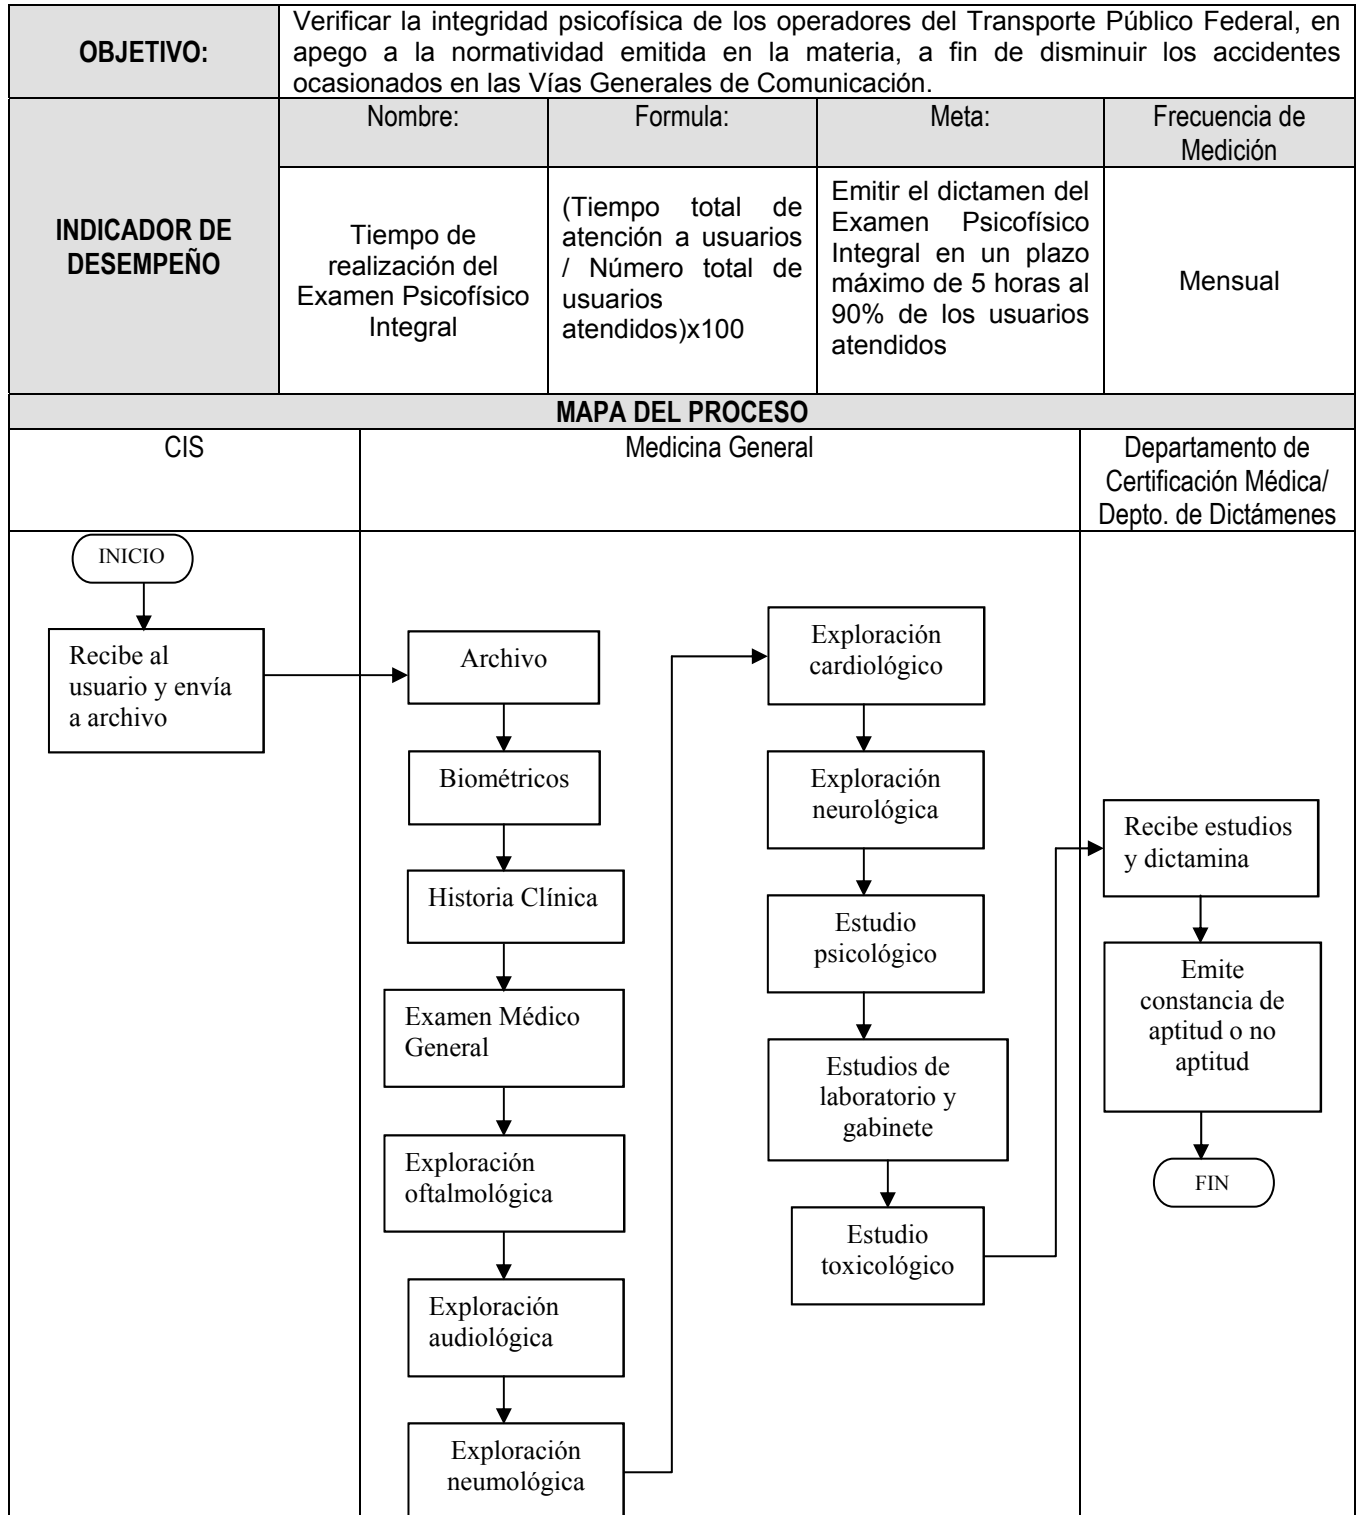 OBJETIVO:
Verificar la integridad psicofísica de los operadores del Transporte Público Federal, en
apego a la normatividad emitida en la materia, a fin de disminuir los accidentes
ocasionados en las Vías Generales de Comunicación.
INDICADOR DE
DESEMPEÑO
Nombre:
Formula:
Meta:
Frecuencia de
Medición
Tiempo de
realización del
Examen Psicofísico
Integral
(Tiempo total de
atención a usuarios
/ Número total de
usuarios
atendidos)x100
Emitir el dictamen del
Examen Psicofísico
Integral en un plazo
máximo de 5 horas al
90% de los usuarios
atendidos
Mensual
MAPA DEL PROCESO
CIS
Medicina General
Departamento de
Certificación Médica/
Depto. de Dictámenes
INICIO
Recibe al
usuario y envía
a archivo
Archivo
Biométricos
Historia Clínica
Examen Médico
General
Exploración
oftalmológica
Exploración
audiológica
Exploración
neumológica
Exploración
cardiológico
Exploración
neurológica
Estudio
psicológico
Estudios de
laboratorio y
gabinete
Estudio
toxicológico
Recibe estudios
y dictamina
Emite
constancia de
aptitud o no
aptitud
FIN